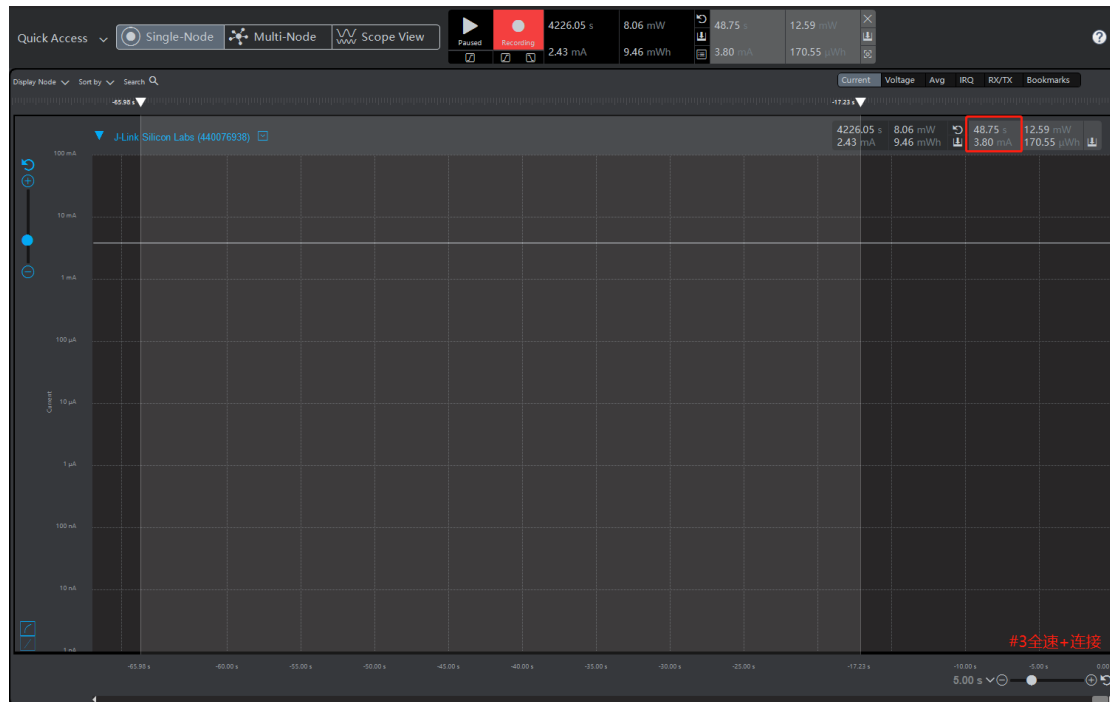 Quick Access
Single-Node
Multi-Node
Scope View
Paused
Recording
4226.05 s
8.06 mW
48.75 s
12.59 mW
2.43 mA
9.46 mWh
3.80 mA
170.55 µWh
?
Display Node
Sort by
Search
Current
Voltage
Avg
IRQ
RX/TX
Bookmarks
-65.98 s
-17.23 s
J-Link Silicon Labs (440076938)
4226.05 s
8.06 mW
48.75 s
12.59 mW
2.43 mA
9.46 mWh
3.80 mA
170.55 µWh
100 mA
10 mA
1 mA
100 µA
10 µA
1 µA
100 nA
10 nA
1 nA
Current
#3全速+连接
-65.98 s
-60.00 s
-55.00 s
-50.00 s
-45.00 s
-40.00 s
-35.00 s
-30.00 s
-25.00 s
-17.23 s
-10.00 s
-5.00 s
0.00
5.00 s